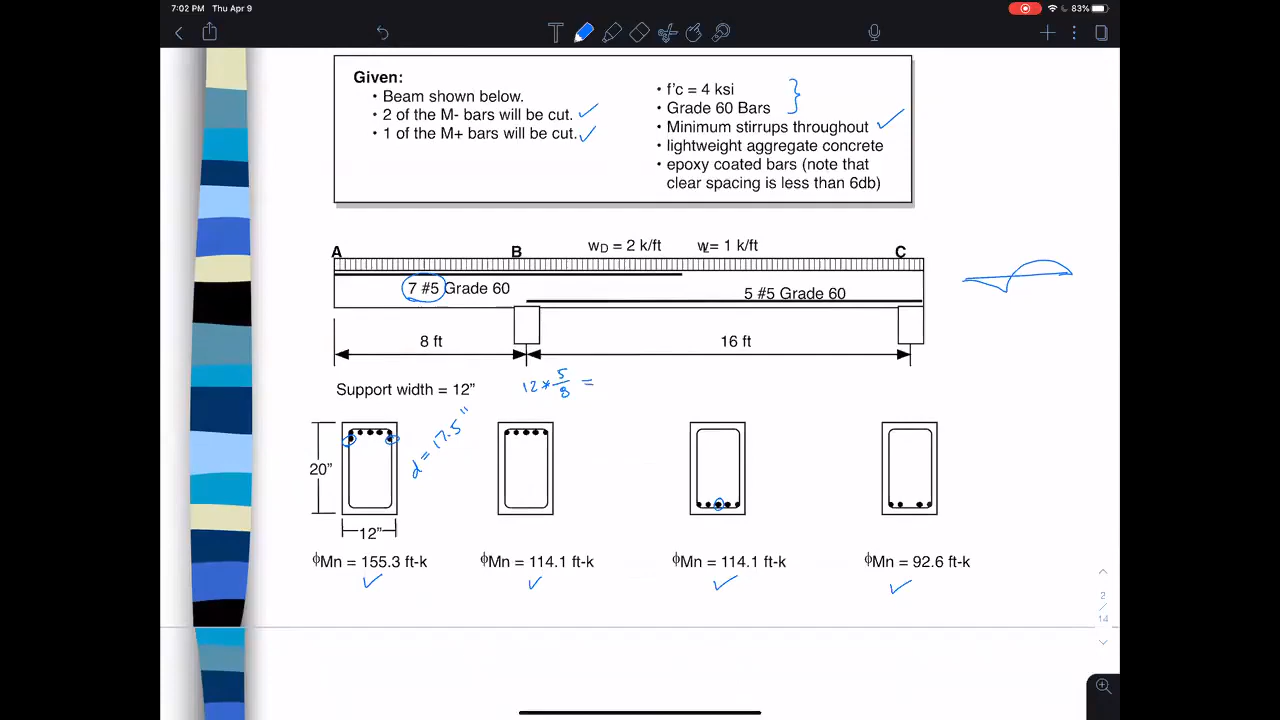 7:02 PM Thu Apr 9
83%
Given:
• Beam shown below.
• 2 of the M- bars will be cut.
• 1 of the M+ bars will be cut.
• f'c = 4 ksi
• Grade 60 Bars
• Minimum stirrups throughout
• lightweight aggregate concrete
• epoxy coated bars (note that
clear spacing is less than 6db)
A B C
wD = 2 k/ft wL= 1 k/ft
7 #5 Grade 60
5 #5 Grade 60
8 ft 16 ft
Support width = 12"
12 * 5/8 =
d = 17.5"
20"
12"
ϕMn = 155.3 ft-k ϕMn = 114.1 ft-k ϕMn = 114.1 ft-k ϕMn = 92.6 ft-k
2
/
14